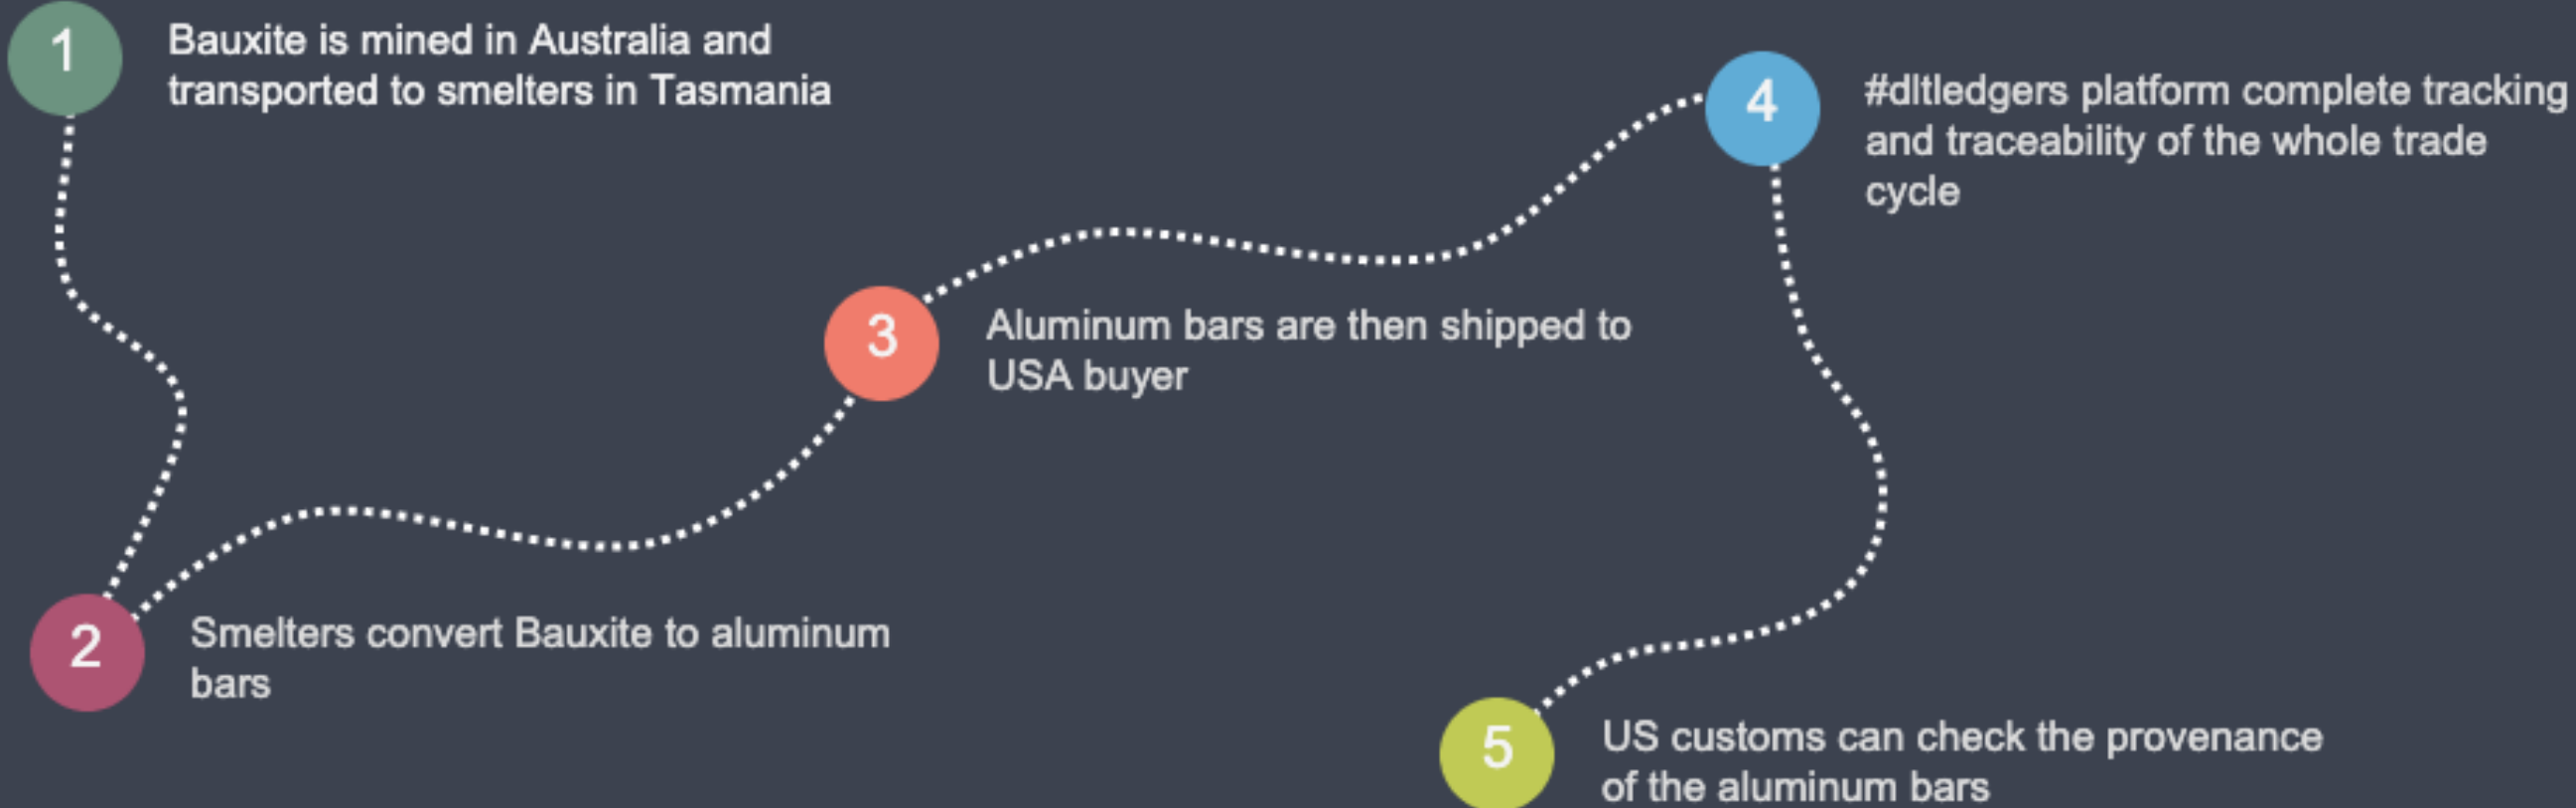 1
Bauxite is mined in Australia and
transported to smelters in Tasmania
2
Smelters convert Bauxite to aluminum
bars
3
Aluminum bars are then shipped to
USA buyer
4
#dltledgers platform complete tracking
and traceability of the whole trade
cycle
5
US customs can check the provenance
of the aluminum bars